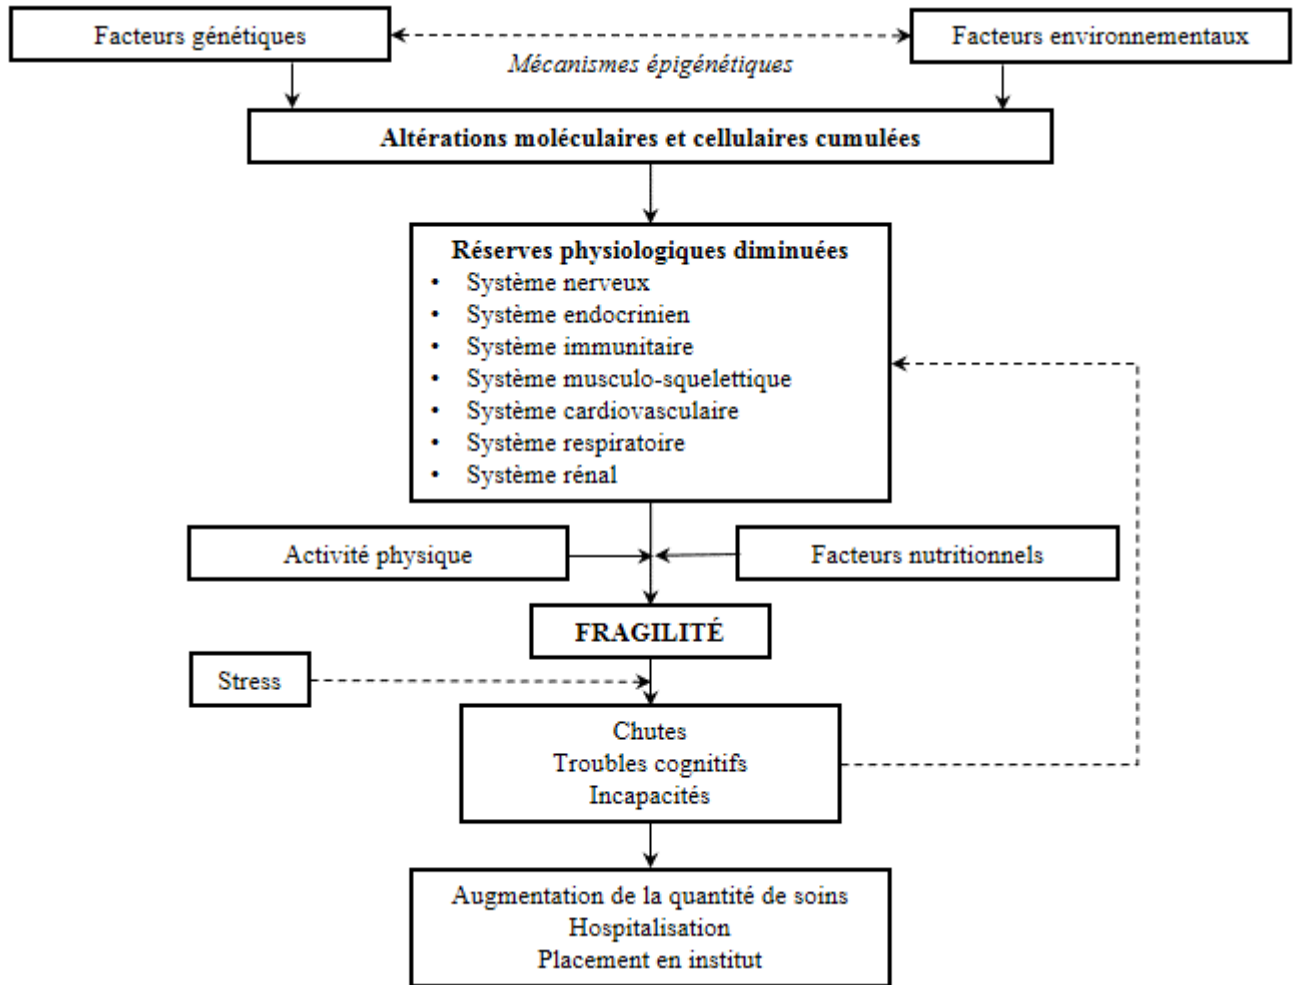 Facteurs génétiques
Facteurs environnementaux
Mécanismes épigénétiques
Altérations moléculaires et cellulaires cumulées
Réserves physiologiques diminuées
• Système nerveux
• Système endocrinien
• Système immunitaire
• Système musculo-squelettique
• Système cardiovasculaire
• Système respiratoire
• Système rénal
Activité physique
Facteurs nutritionnels
FRAGILITÉ
Stress
Chutes
Troubles cognitifs
Incapacités
Augmentation de la quantité de soins
Hospitalisation
Placement en institut